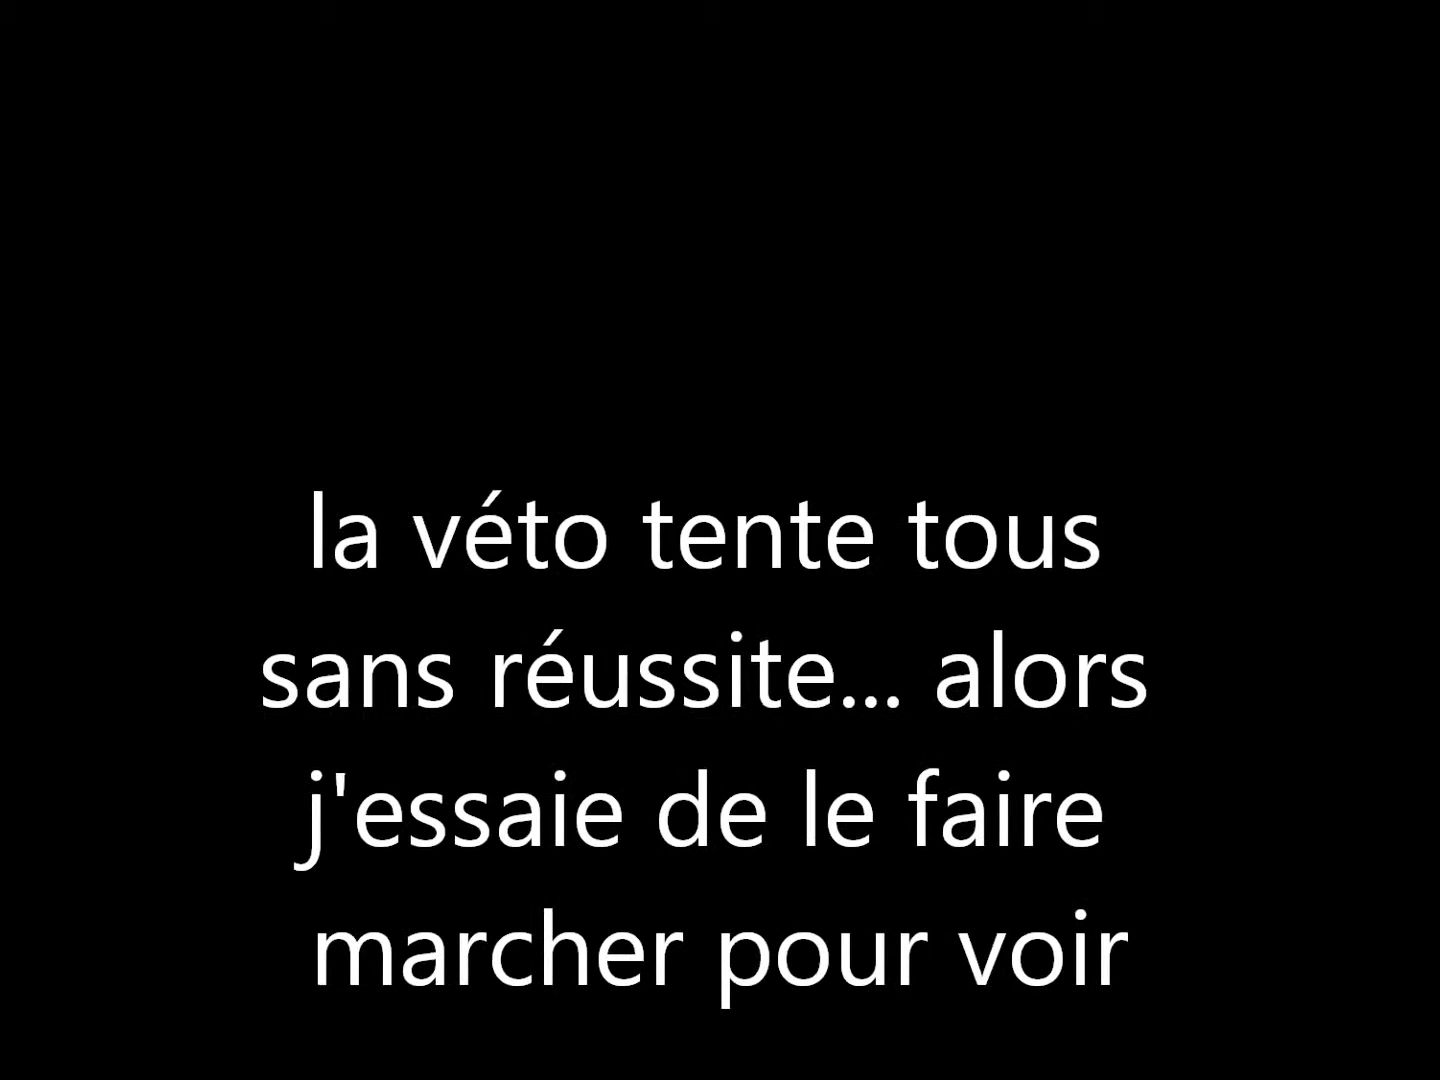 la véto tente tous
sans réussite... alors
j'essaie de le faire
marcher pour voir